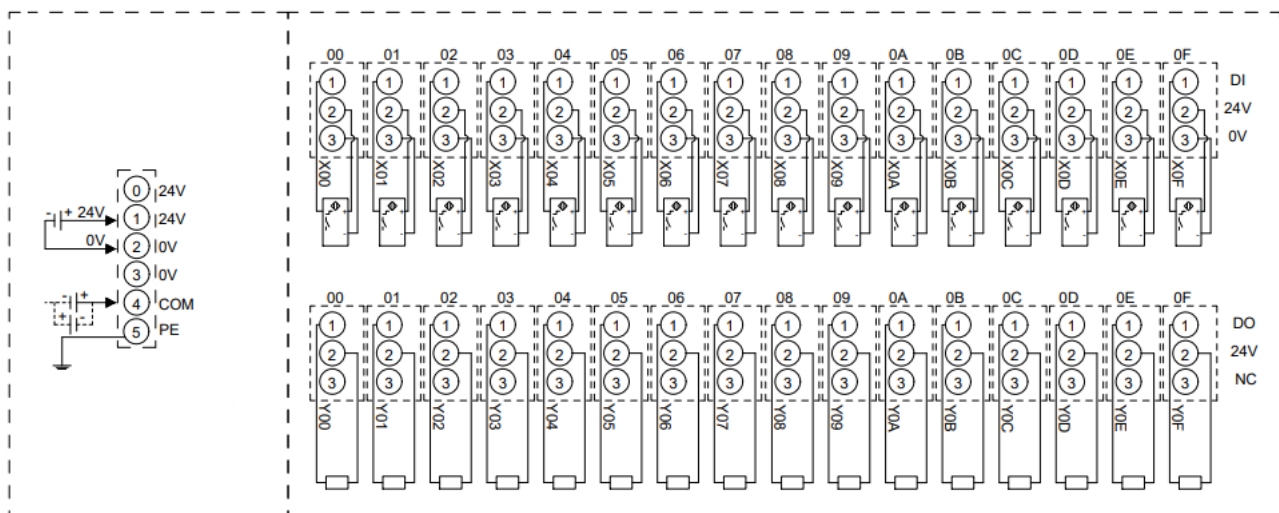 00 01 02 03 04 05 06 07 08 09 0A 0B 0C 0D 0E 0F
1 1 1 1 1 1 1 1 1 1 1 1 1 1 1 1 DI
2 2 2 2 2 2 2 2 2 2 2 2 2 2 2 2 24V
3 3 3 3 3 3 3 3 3 3 3 3 3 3 3 3 0V
X00 X01 X02 X03 X04 X05 X06 X07 X08 X09 X0A X0B X0C X0D X0E X0F
+ - + - + - + - + - + - + - + - + - + - + - + - + - + - + - + -
0 24V
- + 24V 1 24V
0V 2 0V
3 0V
- + 4 COM
+ - 5 PE
00 01 02 03 04 05 06 07 08 09 0A 0B 0C 0D 0E 0F
1 1 1 1 1 1 1 1 1 1 1 1 1 1 1 1 DO
2 2 2 2 2 2 2 2 2 2 2 2 2 2 2 2 24V
3 3 3 3 3 3 3 3 3 3 3 3 3 3 3 3 NC
Y00 Y01 Y02 Y03 Y04 Y05 Y06 Y07 Y08 Y09 Y0A Y0B Y0C Y0D Y0E Y0F